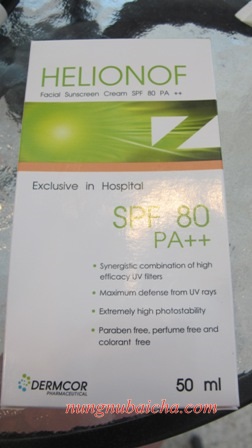 HELIONOF
Facial Sunscreen Cream SPF 80 PA ++
Exclusive in Hospital
SPF 80
PA++
• Synergistic combination of high
efficacy UV filters
• Maximum defense from UV rays
• Extremely high photostability
• Paraben free, perfume free and
colorant free
DERMCOR
PHARMACEUTICAL
50 ml
nungnubaicha.com